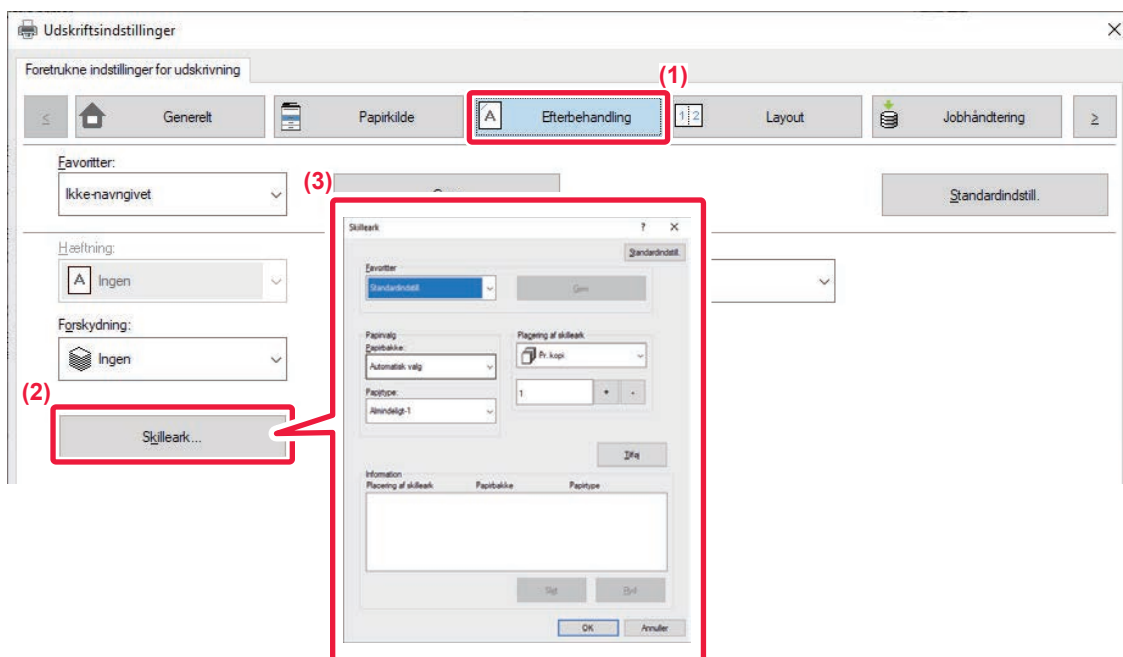 Udskriftsindstillinger
Foretrukne indstillinger for udskrivning
(1)
< Generelt Papirkilde Efterbehandling Layout Jobhåndtering >
Favoritter:
Ikke-navngivet
(3)
Standardindstill.
Skilleark ? X
Standardindstill.
Hæftning:
Ingen
Favoritter
Standardindstill
Gem
Forskydning:
Ingen
Papirvalg
Papirbakke:
Automatisk valg
Papirtype:
Almindeligt-1
Placering af skilleark
Pr. kopi
1 + -
(2)
Skilleark...
Tilføj
Information
Placering af skilleark Papirbakke Papirtype
Slet
OK Annuller